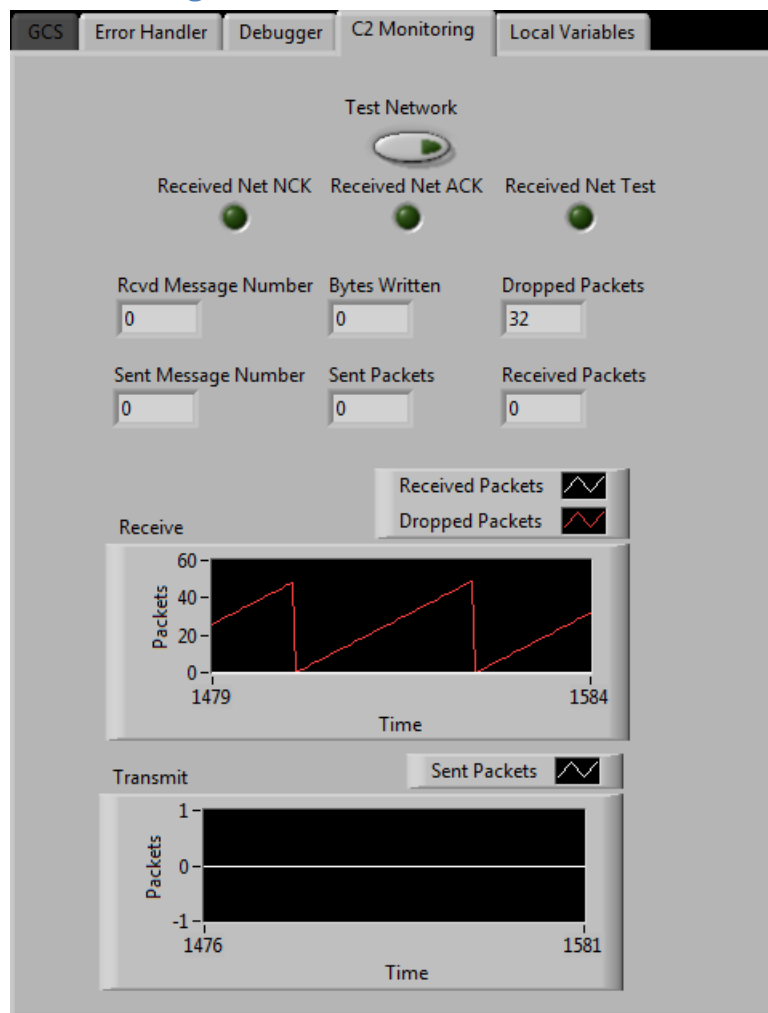 GCS Error Handler Debugger C2 Monitoring Local Variables
Test Network
Received Net NCK Received Net ACK Received Net Test
Rcvd Message Number Bytes Written Dropped Packets
0 0 32
Sent Message Number Sent Packets Received Packets
0 0 0
Received Packets
Dropped Packets
Receive
60
40
20
0
Packets
1479 1584
Time
Sent Packets
Transmit
1
0
-1
Packets
1476 1581
Time